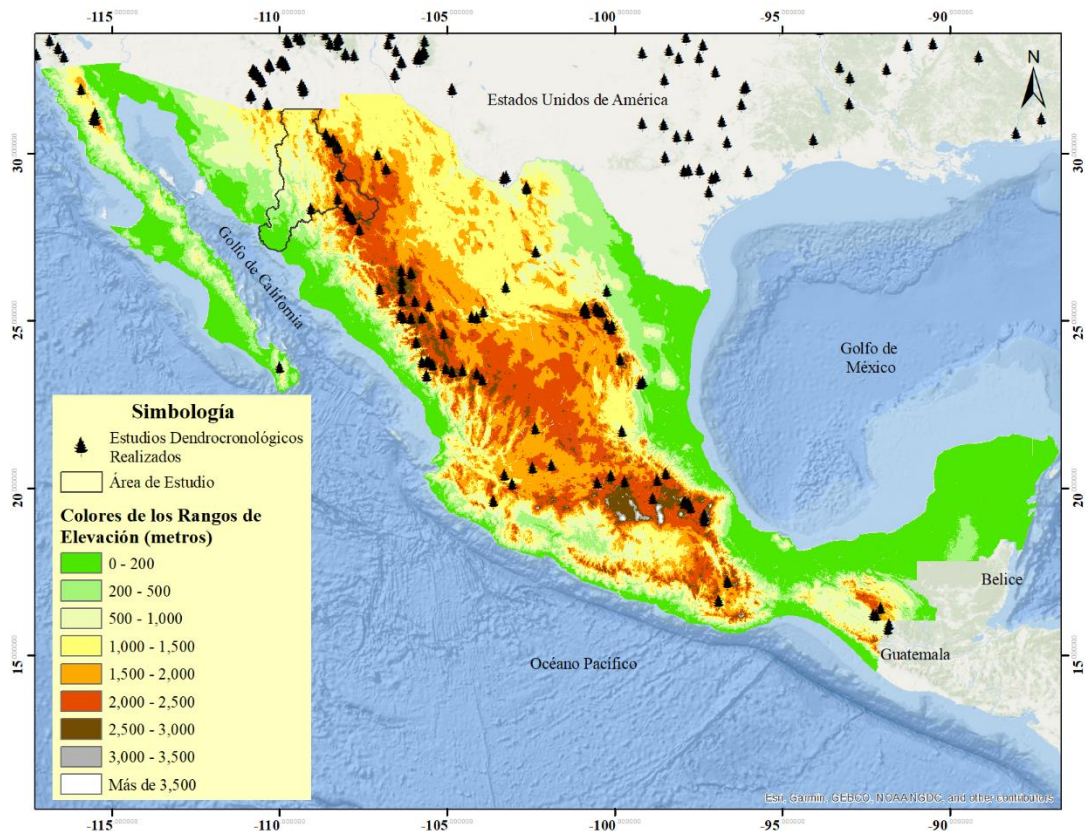 -115
-110
-105
-100
-95
-90
N
Estados Unidos de América
30
30
Golfo de California
25
25
Golfo de
México
Simbología
Estudios Dendrocronológicos
Realizados
Área de Estudio
20
20
Colores de los Rangos de
Elevación (metros)
0 - 200
200 - 500
500 - 1,000
1,000 - 1,500
1,500 - 2,000
2,000 - 2,500
2,500 - 3,000
3,000 - 3,500
Más de 3,500
Belice
Guatemala
Océano Pacífico
15
15
Esri, Garmin, GEBCO, NOAA NGDC, and other contributors
-115
-110
-105
-100
-95
-90